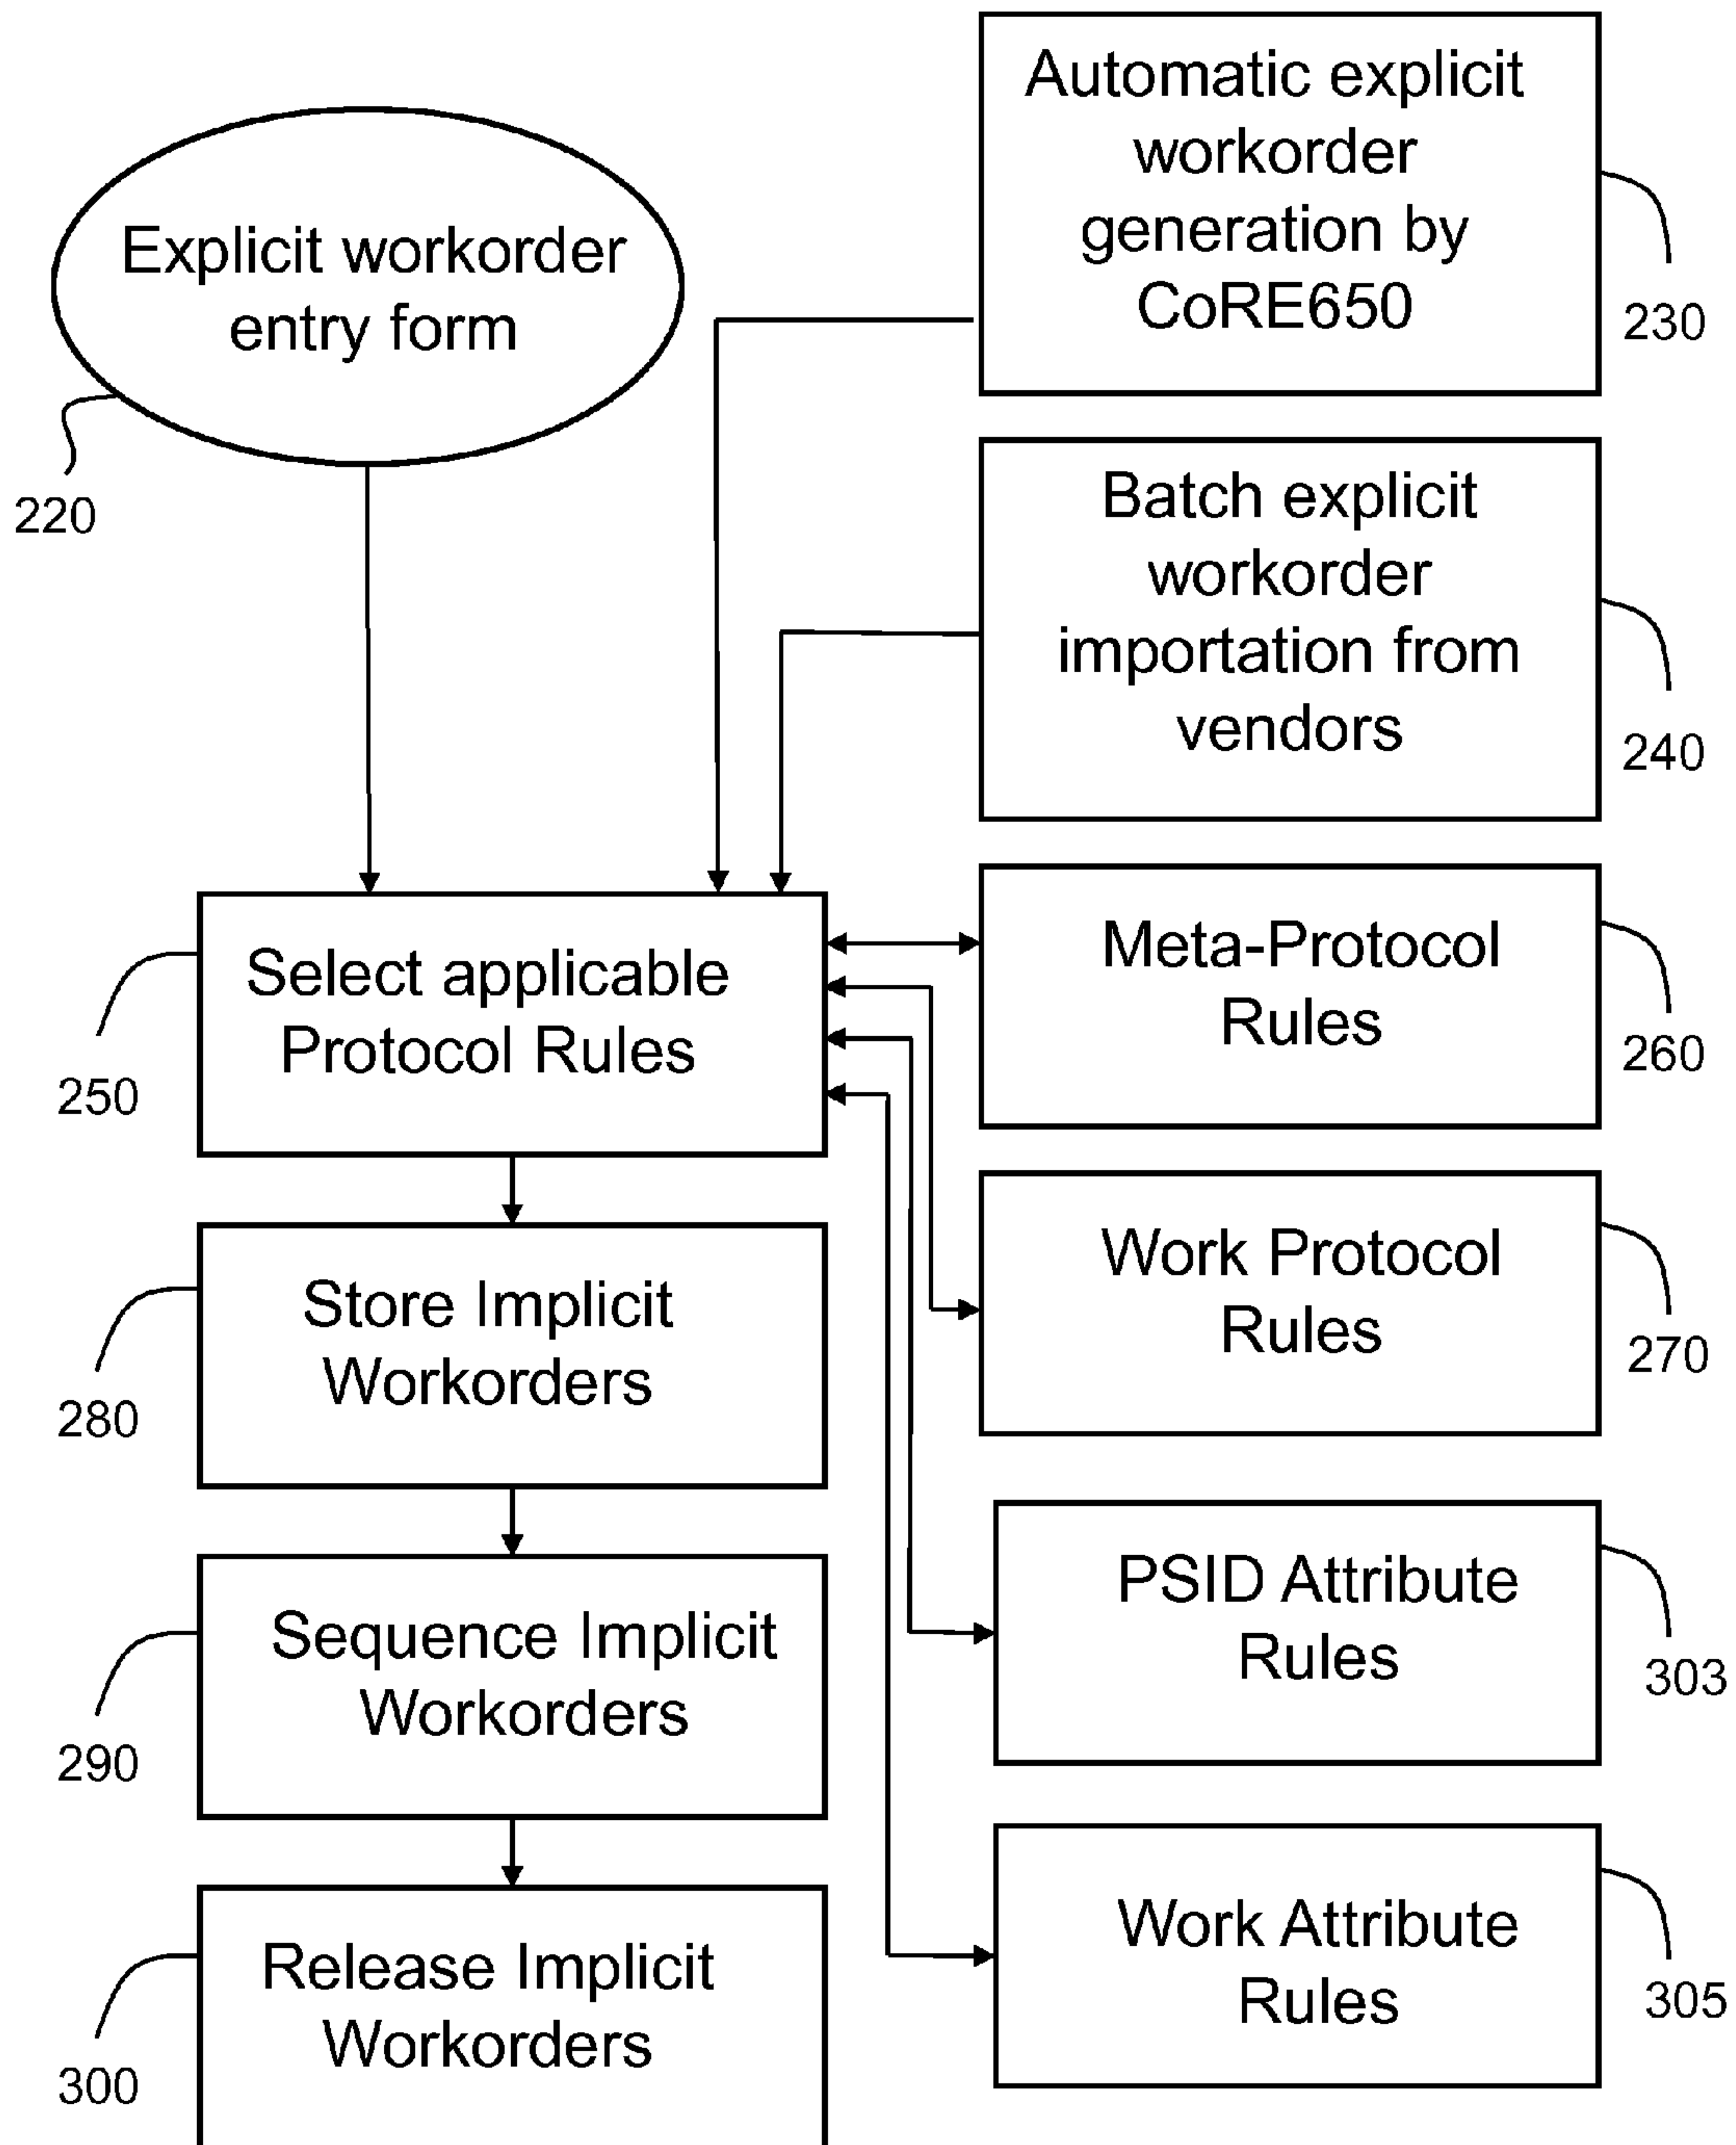 Explicit workorder
entry form
220
Automatic explicit
workorder
generation by
CoRE650
230
Batch explicit
workorder
importation from
vendors
240
Select applicable
Protocol Rules
250
Meta-Protocol
Rules
260
Work Protocol
Rules
270
Store Implicit
Workorders
280
Sequence Implicit
Workorders
290
PSID Attribute
Rules
303
Release Implicit
Workorders
300
Work Attribute
Rules
305